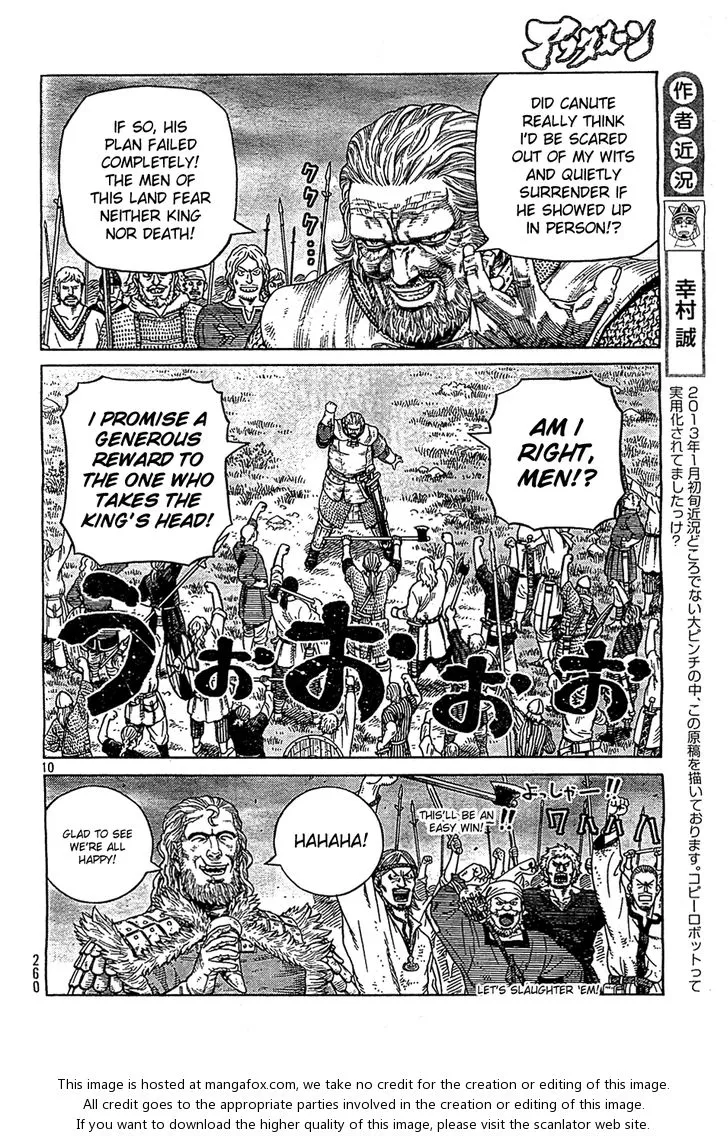 アフタヌーン
作者近況
幸村誠
2013年1月初旬近況どころでない大ピンチの中、この原稿を描いております。コピーロボットって
実用化されてましたっけ?
DID CANUTE
REALLY THINK
I'D BE SCARED
OUT OF MY WITS
AND QUIETLY
SURRENDER IF
HE SHOWED UP
IN PERSON!?
クククク…
IF SO, HIS
PLAN FAILED
COMPLETELY!
THE MEN OF
THIS LAND FEAR
NEITHER KING
NOR DEATH!
AM I
RIGHT,
MEN!?
I PROMISE A
GENEROUS
REWARD TO
THE ONE WHO
TAKES THE
KING'S HEAD!
うおおおおお
10
よっしゃー!!
THIS'LL BE AN
EASY WIN!
!!
ワハハハ
HAHAHA!
GLAD TO SEE
WE'RE ALL
HAPPY!
LET'S SLAUGHTER 'EM!
260
This image is hosted at mangafox.com, we take no credit for the creation or editing of this image.
All credit goes to the appropriate parties involved in the creation or editing of this image.
If you want to download the higher quality of this image, please visit the scanlator web site.